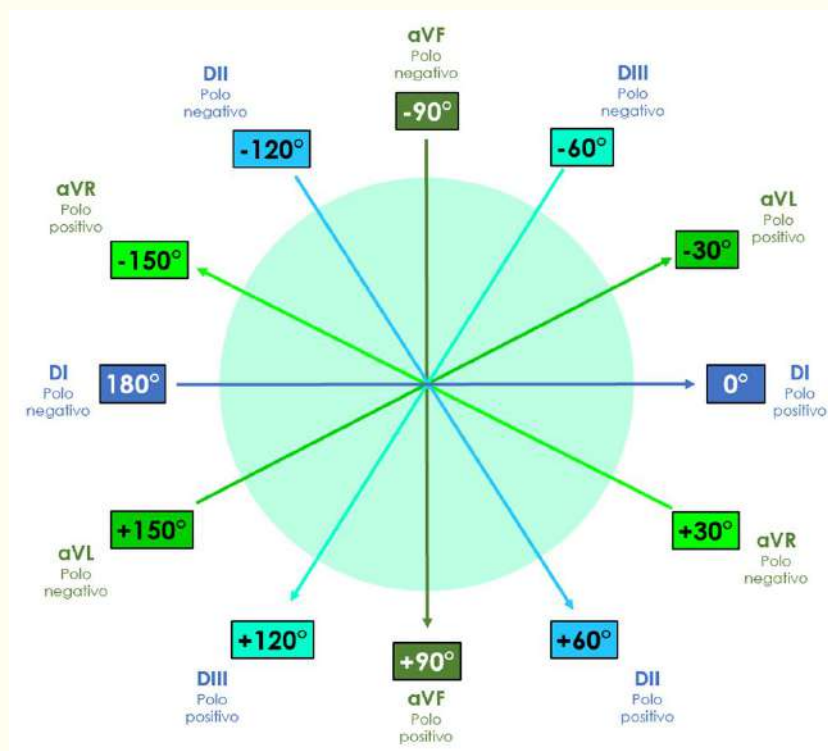 aVF
Polo
negativo
-90°
DII
Polo
negativo
-120°
DIII
Polo
negativo
-60°
aVR
Polo
positivo
-150°
aVL
Polo
positivo
-30°
DI
Polo
negativo
180°
0°
DI
Polo
positivo
+150°
aVL
Polo
negativo
+30°
aVR
Polo
negativo
+120°
DIII
Polo
positivo
+90°
aVF
Polo
positivo
+60°
DII
Polo
positivo